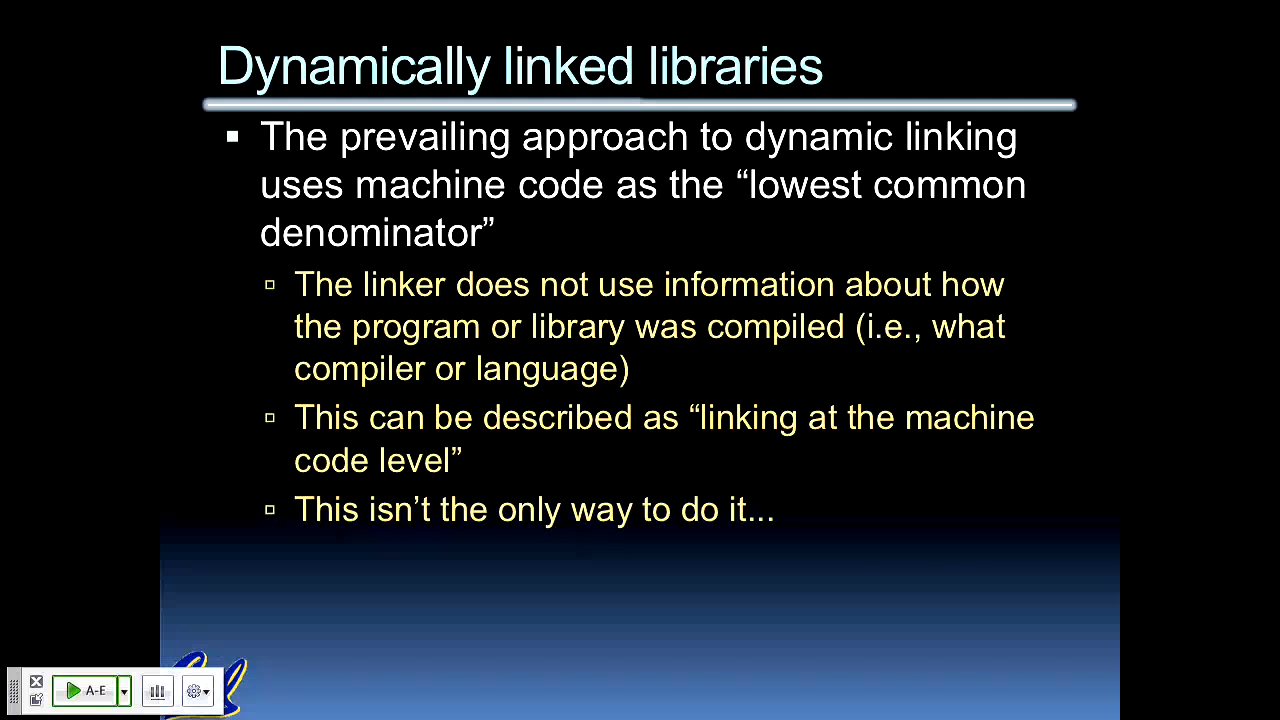 Dynamically linked libraries
The prevailing approach to dynamic linking
uses machine code as the “lowest common
denominator”
The linker does not use information about how
the program or library was compiled (i.e., what
compiler or language)
This can be described as “linking at the machine
code level”
This isn’t the only way to do it...
A-E